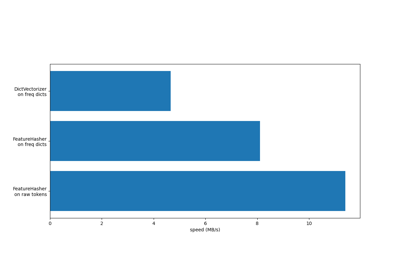 DictVectorizer
on freq dicts
FeatureHasher
on freq dicts
FeatureHasher
on raw tokens
0 2 4 6 8 10
speed (MB/s)